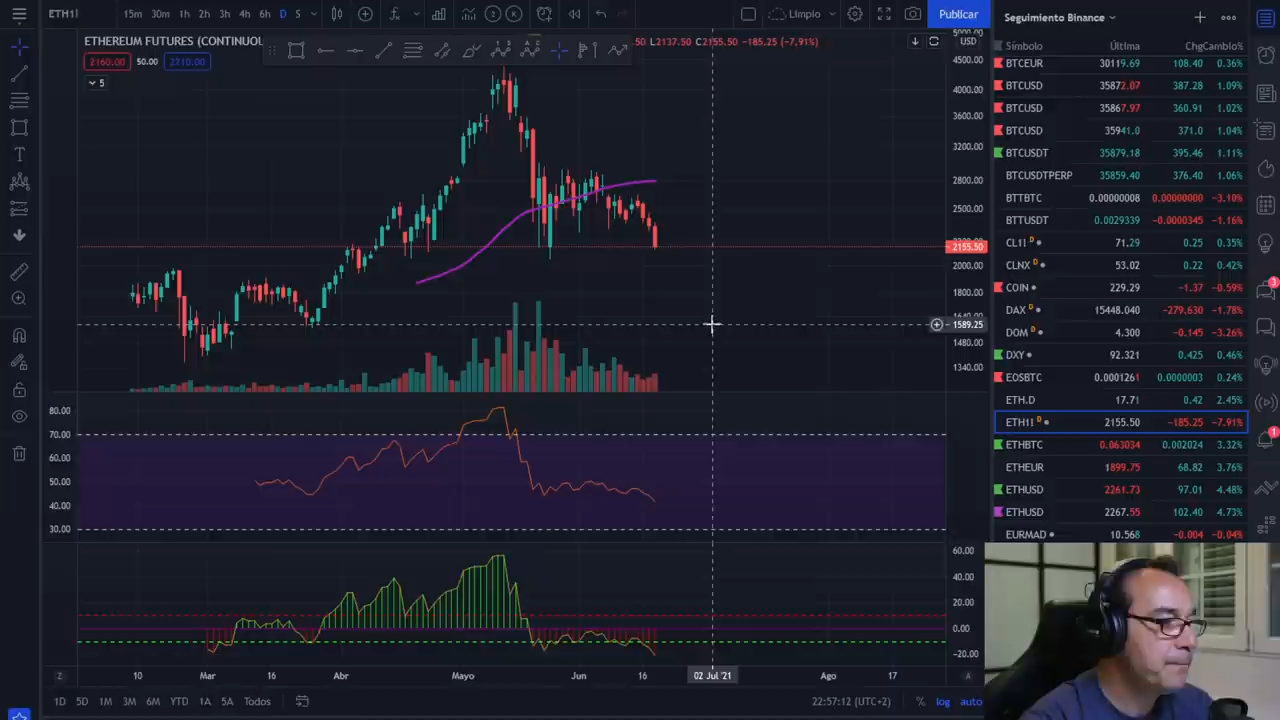 ETH1! 15m 30m 1h 2h 3h 4h 6h D S Limpio Publicar
ETHEREUM FUTURES (CONTINUOU .50 L2137.50 C2155.50 −185.25 (−7.91%) USD
2160.00 50.00 2710.00
5
5000.00
4500.00
4000.00
3600.00
3200.00
2800.00
2500.00
2155.50
2000.00
1800.00
1589.25
1480.00
1340.00
80.00
70.00
60.00
50.00
40.00
30.00
60.00
40.00
20.00
0.00
−20.00
Z 10 Mar 16 Abr Mayo Jun 16 02 Jul '21 Ago 17 A
1D 5D 1M 3M 6M YTD 1A 5A Todos 22:57:12 (UTC+2) % log auto
Seguimiento Binance
Símbolo Última Chg Cambio%
BTCEUR 30119.69 108.40 0.36%
BTCUSD 35872.07 387.28 1.09%
BTCUSD 35867.97 360.91 1.02%
BTCUSD 35941.0 371.0 1.04%
BTCUSDT 35879.18 395.46 1.11%
BTCUSDTPERP 35859.40 376.40 1.06%
BTTBTC 0.00000008 0.00000000 −3.10%
BTTUSDT 0.0029339 −0.0000345 −1.16%
CL1! D 71.29 0.25 0.35%
CLNX D 53.02 0.22 0.42%
COIN 229.29 −1.37 −0.59%
DAX D 15448.040 −279.630 −1.78%
DOM D 4.300 −0.145 −3.26%
DXY 92.321 0.425 0.46%
EOSBTC 0.0001261 0.0000003 0.24%
ETH.D 17.71 0.42 2.45%
ETH1! D 2155.50 −185.25 −7.91%
ETHBTC 0.063034 0.002024 3.32%
ETHEUR 1899.75 68.82 3.76%
ETHUSD 2261.73 97.01 4.48%
ETHUSD 2267.55 102.40 4.73%
EURMAD 10.568 −0.004 −0.04%
3
1